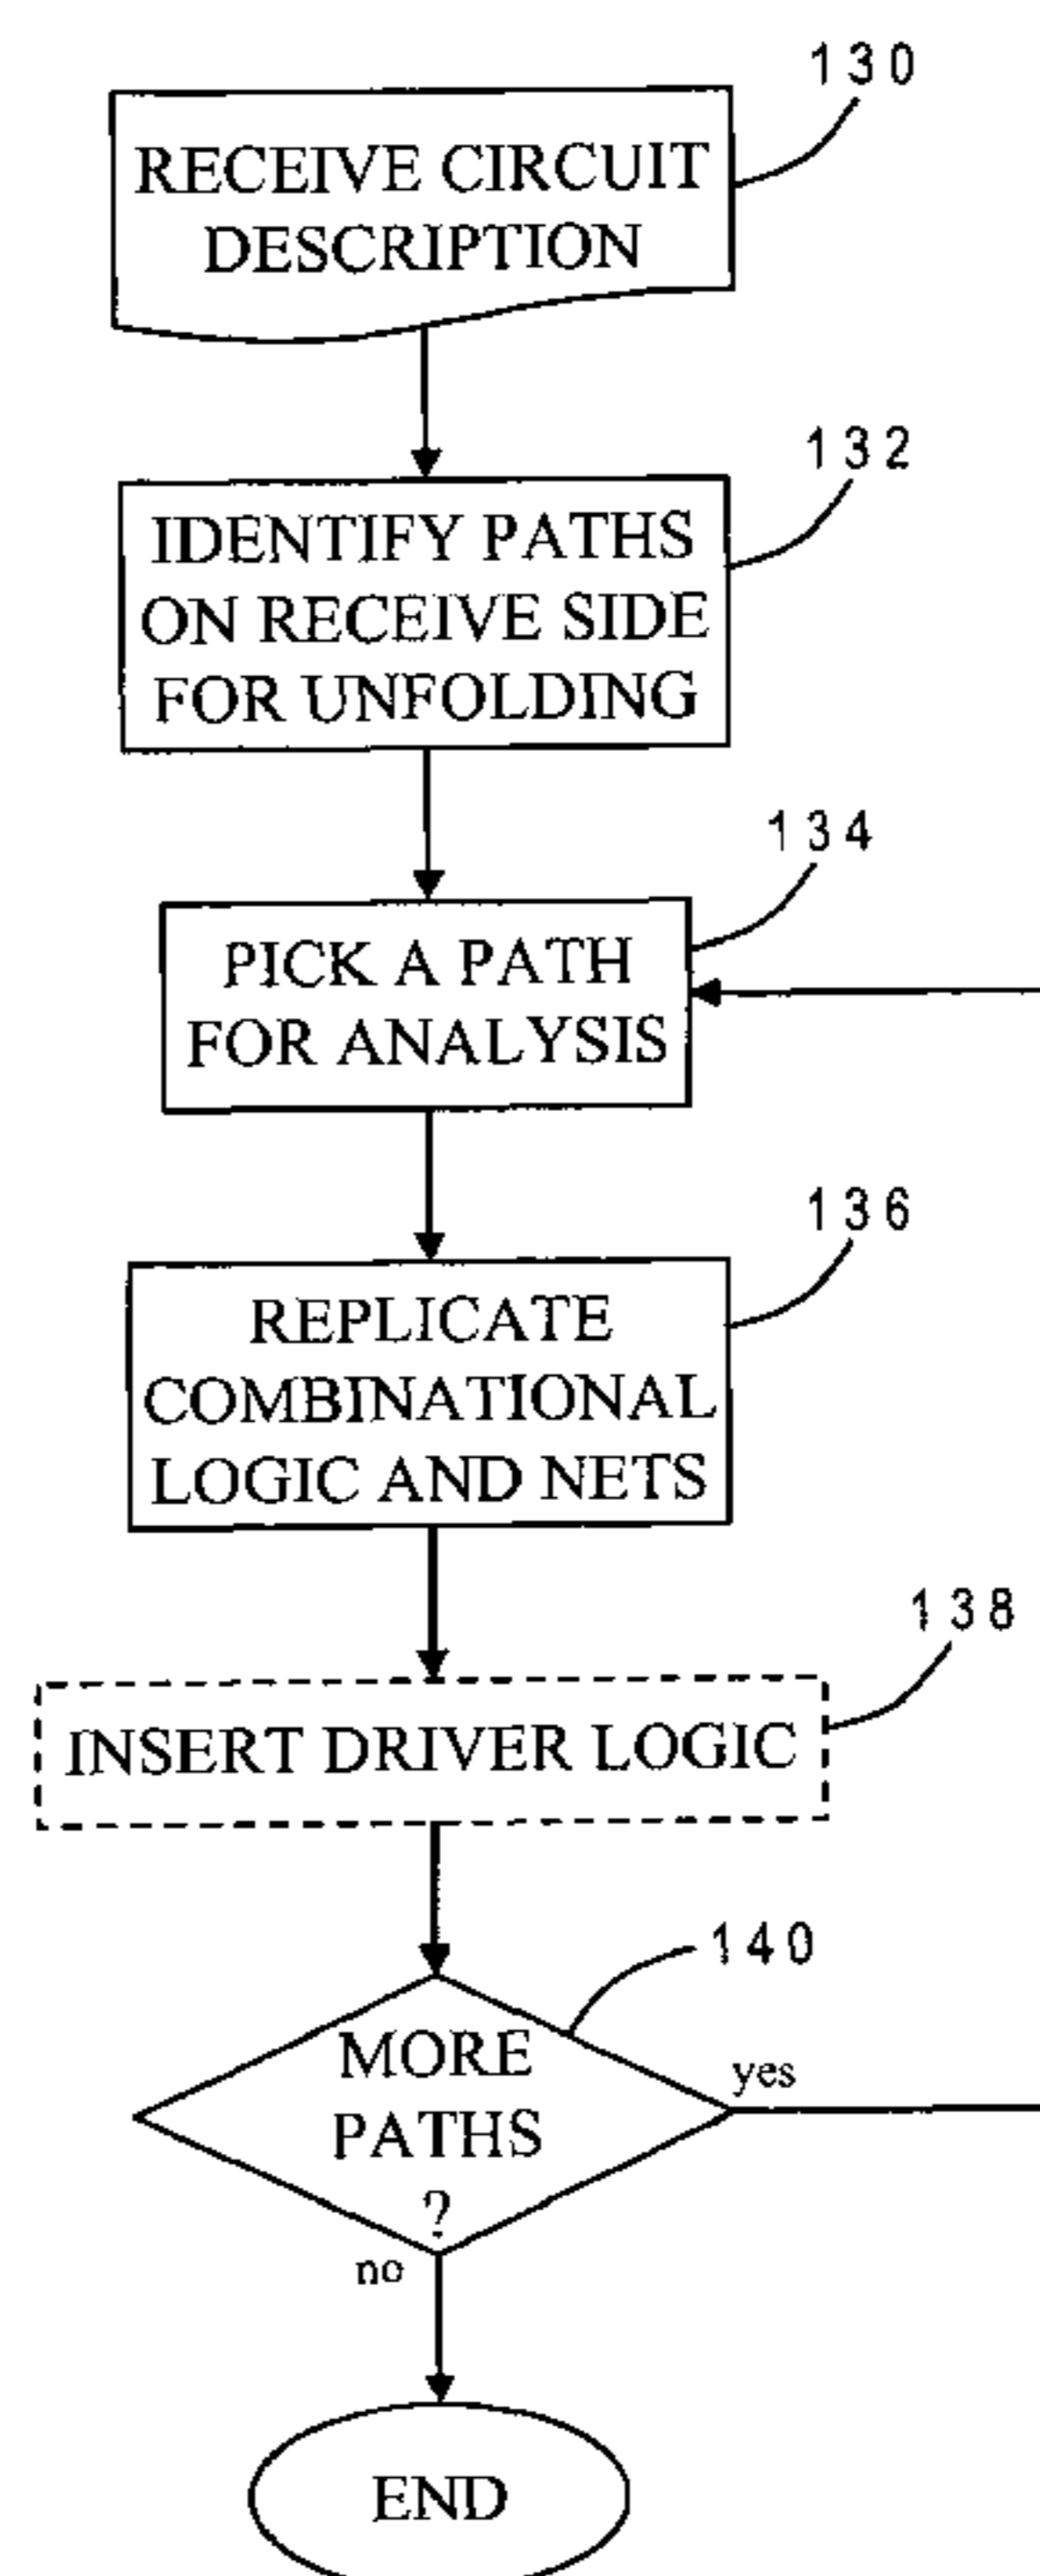 130
RECEIVE CIRCUIT
DESCRIPTION
132
IDENTIFY PATHS
ON RECEIVE SIDE
FOR UNFOLDING
134
PICK A PATH
FOR ANALYSIS
136
REPLICATE
COMBINATIONAL
LOGIC AND NETS
138
INSERT DRIVER LOGIC
140
MORE
PATHS
?
yes
no
END